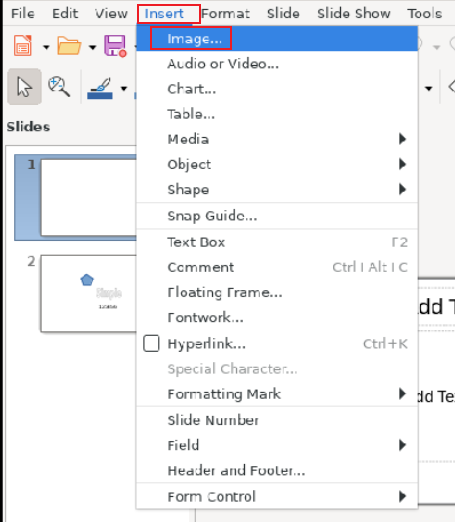 File Edit View Insert Format Slide Slide Show Tools
Image...
Audio or Video...
Chart...
Table...
Media
Object
Shape
Snap Guide...
Text Box F2
Comment Ctrl+Alt+C
Floating Frame...
Fontwork...
Hyperlink... Ctrl+K
Special Character...
Formatting Mark
Slide Number
Field
Header and Footer...
Form Control
Slides
1
2
Simple
dd T
dd Te